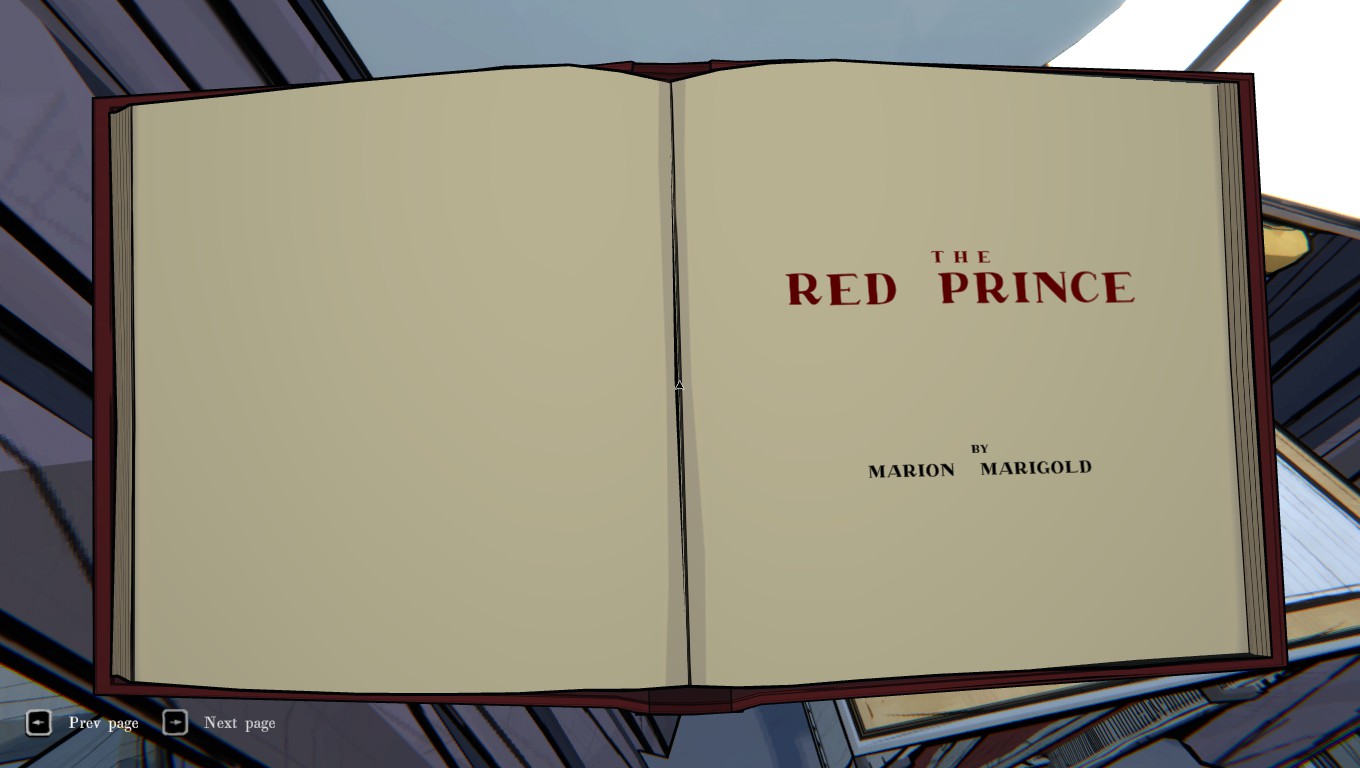 THE
RED PRINCE
BY
MARION MARIGOLD
Prev page
Next page